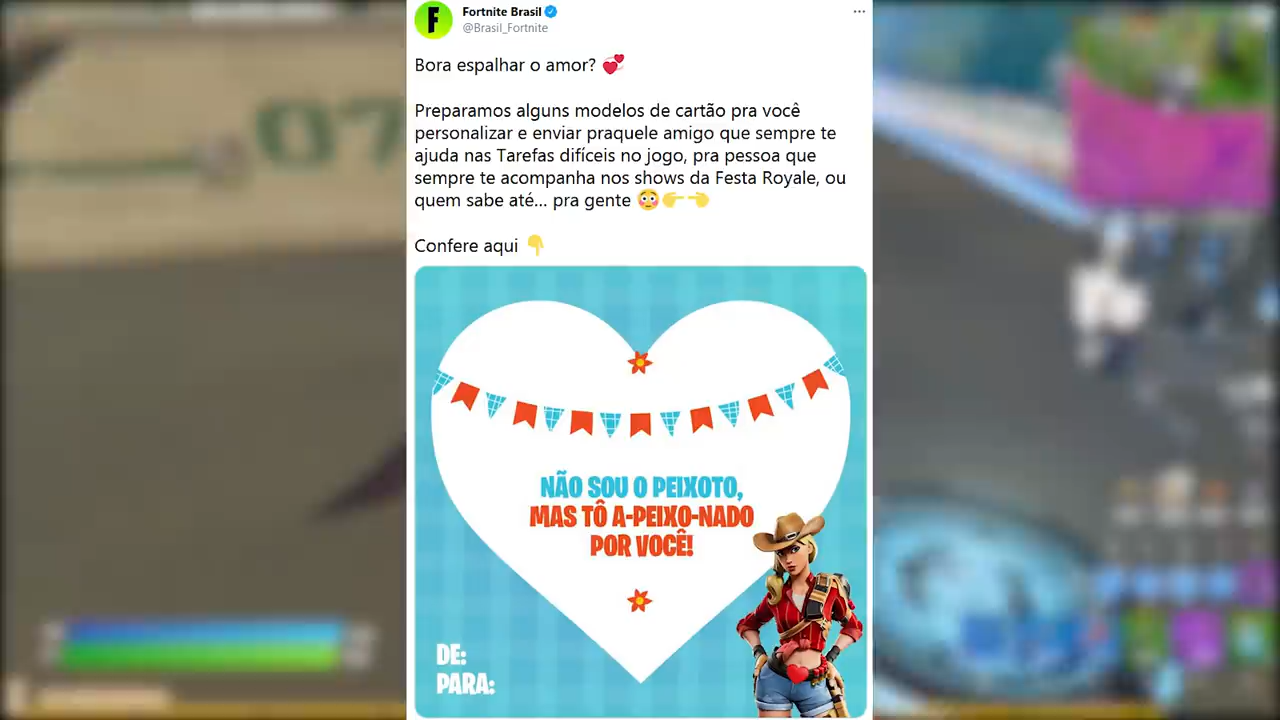 Fortnite Brasil
@Brasil_Fortnite
Bora espalhar o amor? 💞
Preparamos alguns modelos de cartão pra você
personalizar e enviar praquele amigo que sempre te
ajuda nas Tarefas difíceis no jogo, pra pessoa que
sempre te acompanha nos shows da Festa Royale, ou
quem sabe até... pra gente 😳👉👈
Confere aqui 👇
NÃO SOU O PEIXOTO,
MAS TÔ A-PEIXO-NADO
POR VOCÊ!
DE:
PARA:
07